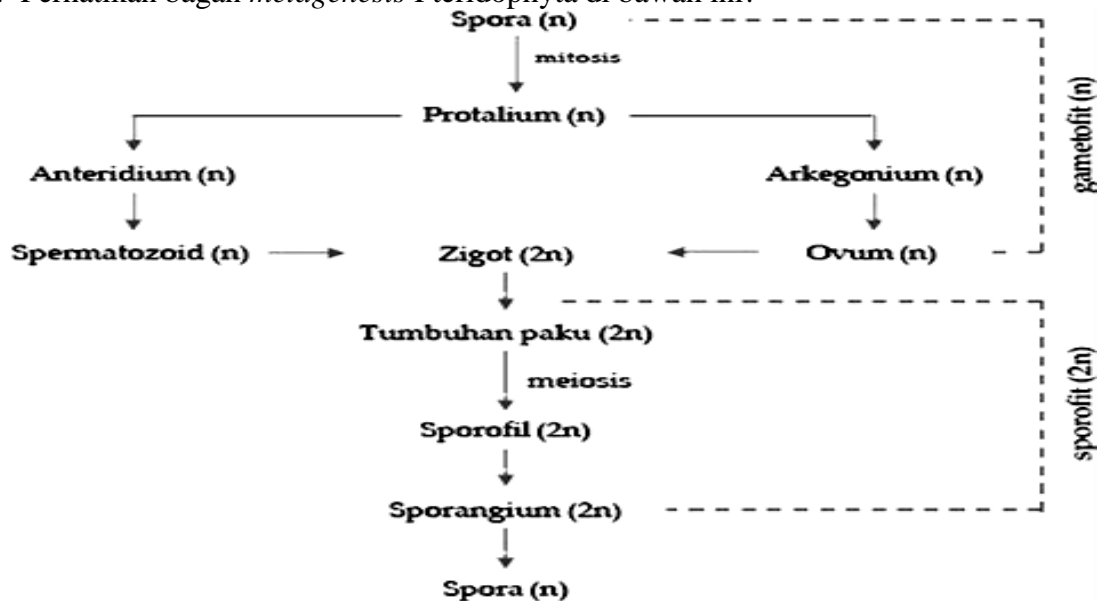 Perhatikan bagan metagenesis Pteridophyta di bawah ini!
Spora (n)
mitosis
Protalium (n)
Anteridium (n)
Arkegonium (n)
Spermatozoid (n)
Zigot (2n)
Ovum (n)
gametofit (n)
Tumbuhan paku (2n)
meiosis
Sporofil (2n)
Sporangium (2n)
sporofit (2n)
Spora (n)